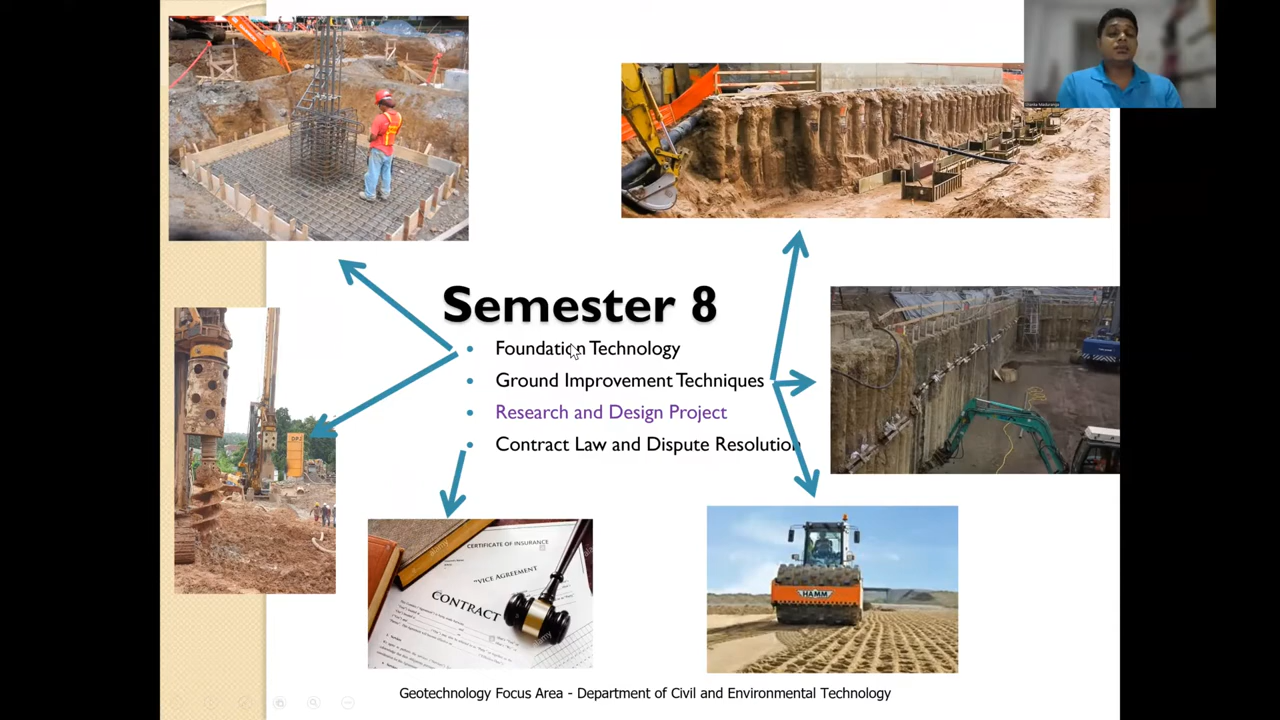 Semester 8
• Foundation Technology
• Ground Improvement Techniques
• Research and Design Project
• Contract Law and Dispute Resolution
CERTIFICATE OF INSURANCE
"VICE AGREEMENT
CONTRACT
alamy
HAMM
Geotechnology Focus Area - Department of Civil and Environmental Technology